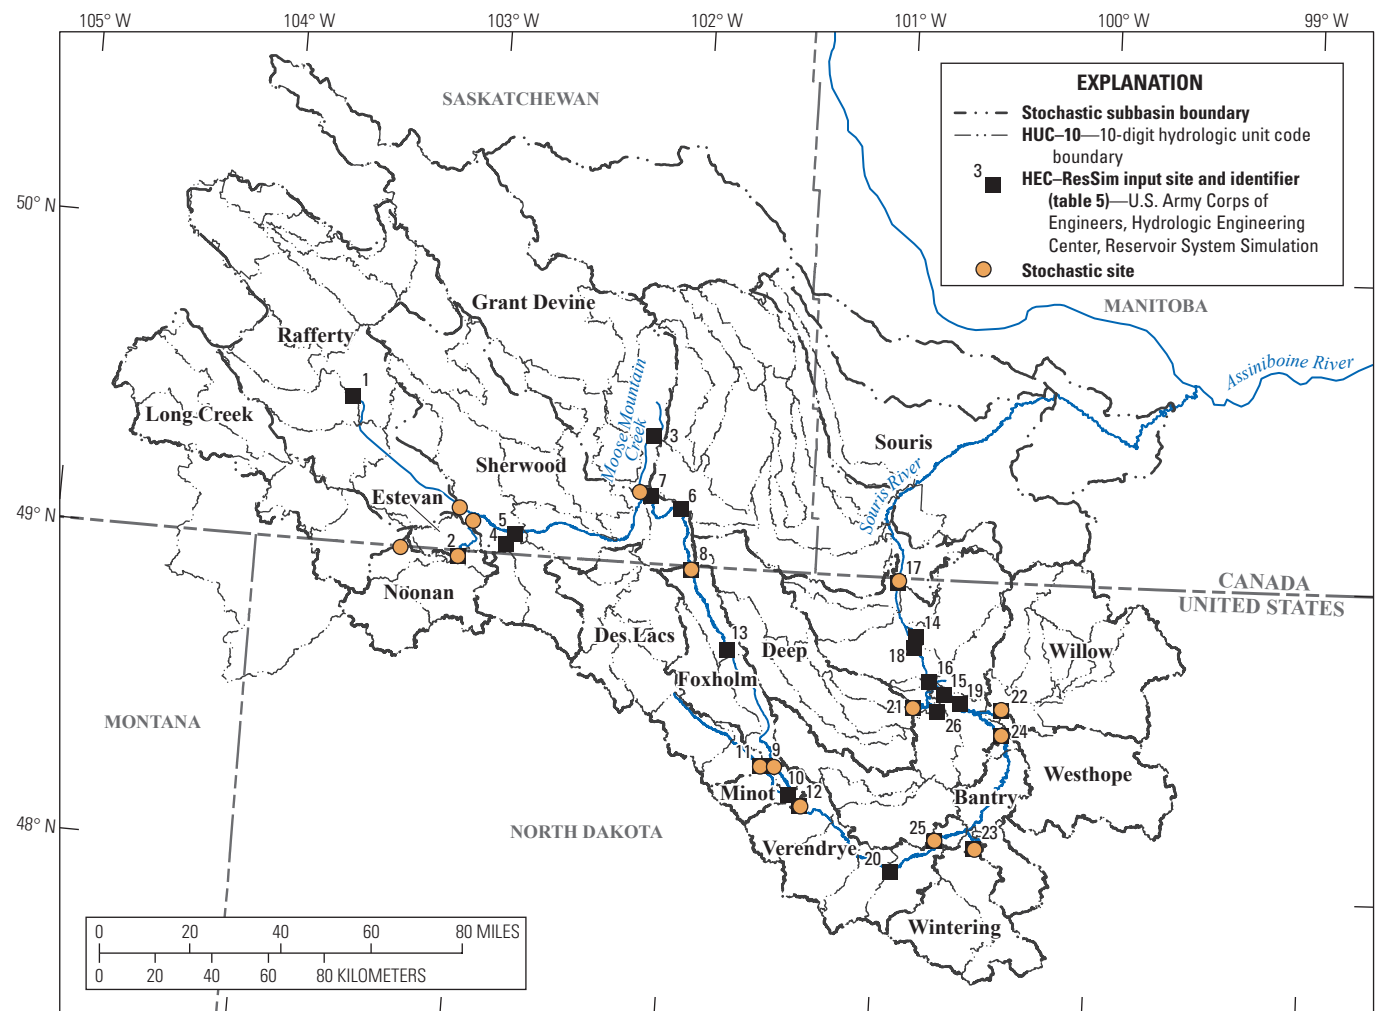 105° W 104° W 103° W 102° W 101° W 100° W 99° W
50° N
49° N
48° N
SASKATCHEWAN
MANITOBA
MONTANA
NORTH DAKOTA
CANADA
UNITED STATES
EXPLANATION
Stochastic subbasin boundary
HUC–10—10-digit hydrologic unit code
boundary
3
HEC–ResSim input site and identifier
(table 5)—U.S. Army Corps of
Engineers, Hydrologic Engineering
Center, Reservoir System Simulation
Stochastic site
Assiniboine River
Grant Devine
Rafferty
Long Creek
Sherwood
Estevan
Moose Mountain
Creek
Souris
Souris River
Noonan
Des Lacs
Foxholm
Deep
Willow
Westhope
Bantry
Minot
Verendrye
Wintering
1
3
7
6
5
4
2
8
17
13
14
18
16
15
19
22
21
26
24
11
9
10
12
25
23
20
0 20 40 60 80 MILES
0 20 40 60 80 KILOMETERS